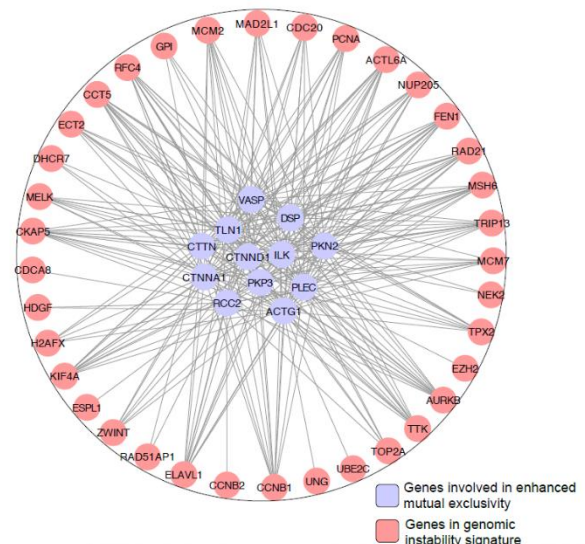 MAD2L1
MCM2
CDC20
GPI
PCNA
RFC4
ACTL6A
CCT5
NUP205
ECT2
FEN1
DHCR7
RAD21
MELK
MSH6
VASP
DSP
CKAP5
TLN1
TRIP13
CTTN
PKN2
CTNND1
ILK
CDCA8
CTNNA1
MCM7
PKP3
PLEC
HDGF
RCC2
NEK2
ACTG1
H2AFX
TPX2
KIF4A
EZH2
ESPL1
AURKB
ZWINT
TTK
RAD51AP1
TOP2A
ELAVL1
UBE2C
CCNB2
CCNB1
UNG
Genes involved in enhanced
mutual exclusivity
Genes in genomic
instability signature